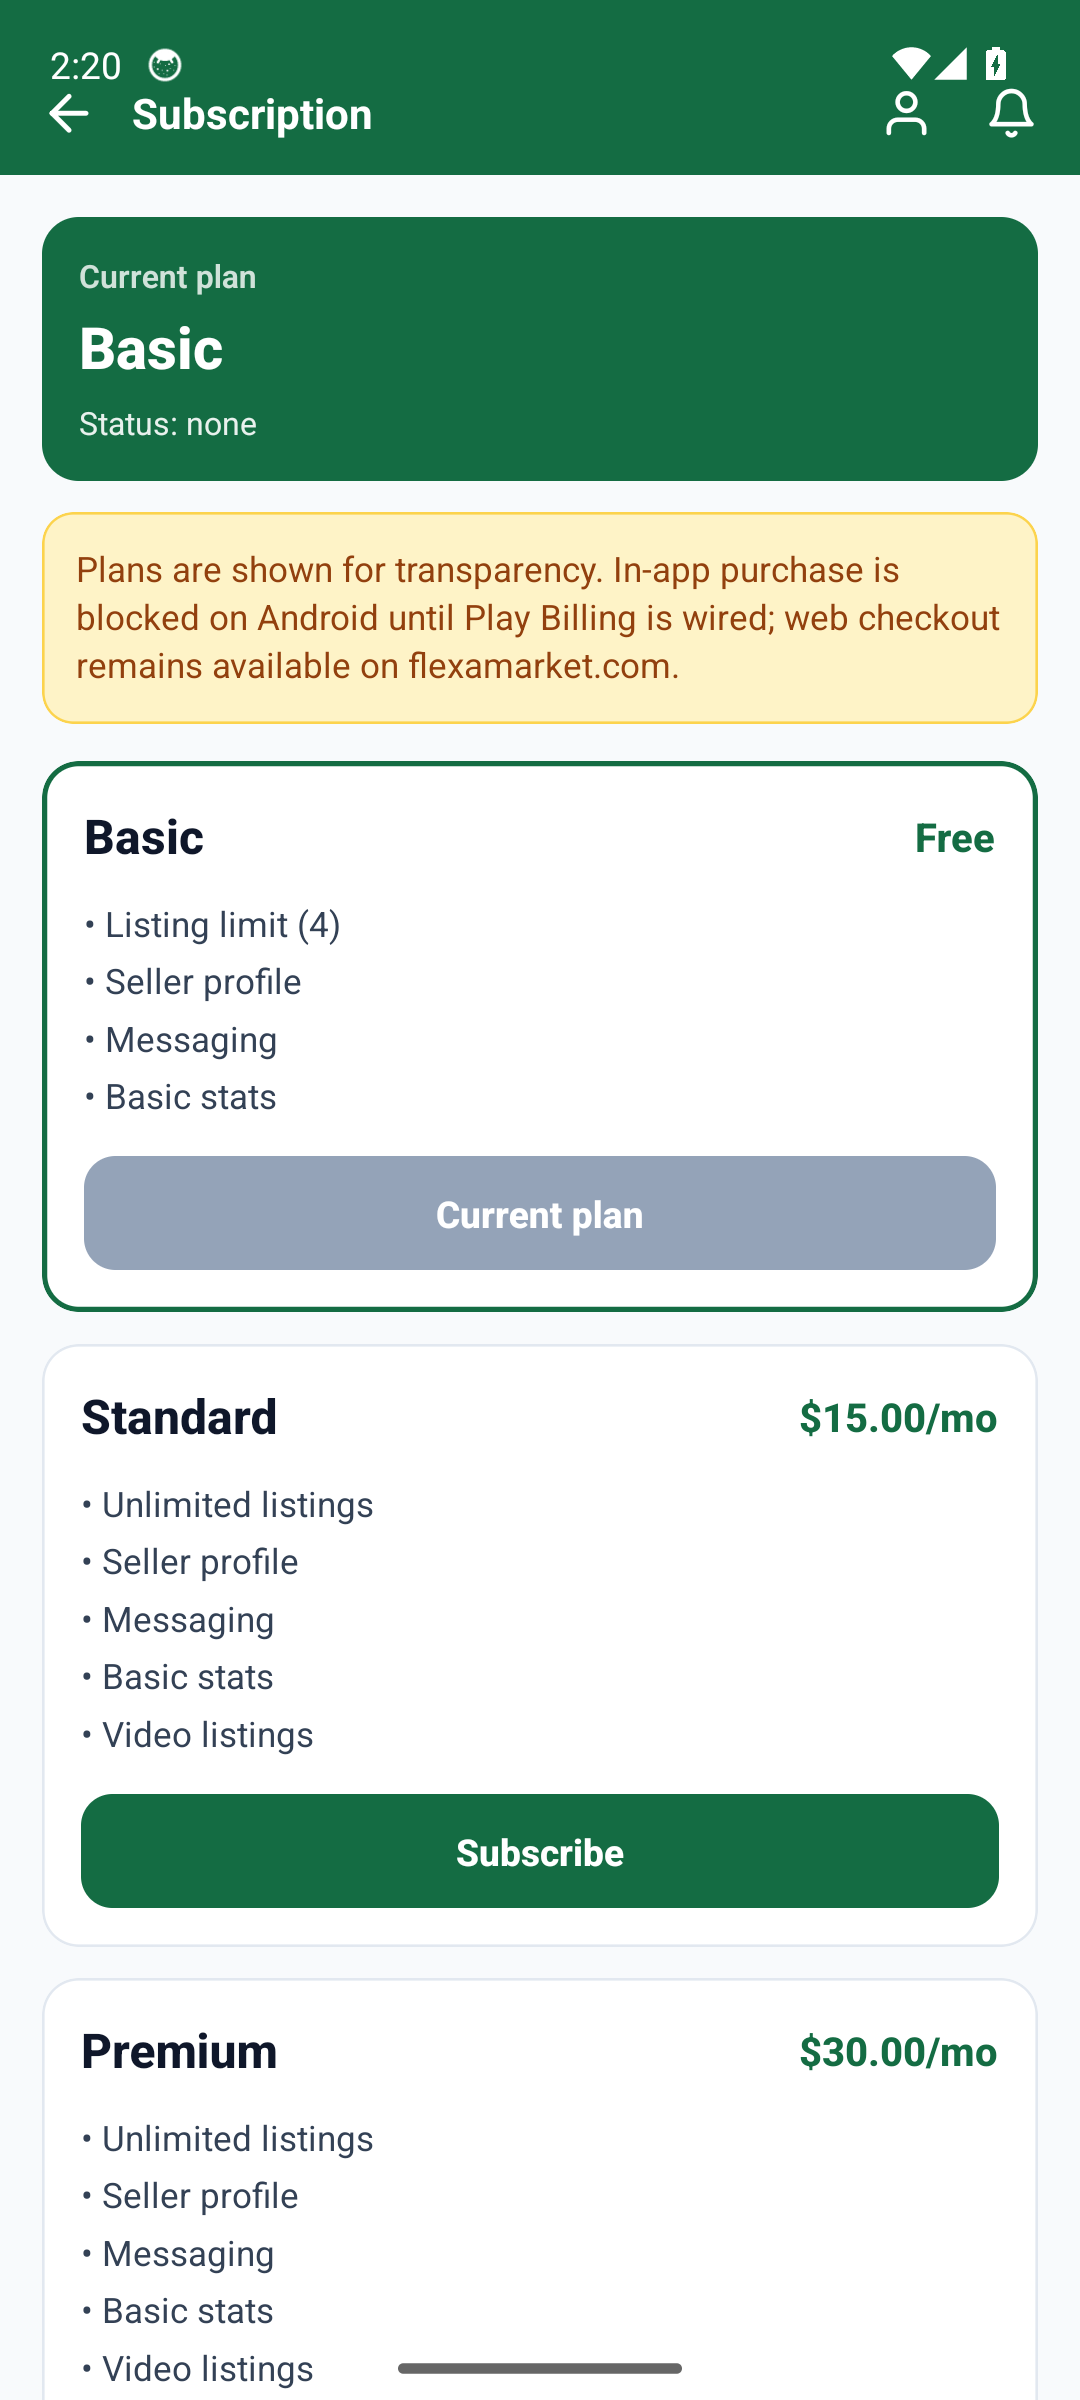 2:20
Subscription
Current plan
Basic
Status: none
Plans are shown for transparency. In-app purchase is
blocked on Android until Play Billing is wired; web checkout
remains available on flexamarket.com.
Basic
Free
• Listing limit (4)
• Seller profile
• Messaging
• Basic stats
Current plan
Standard
$15.00/mo
• Unlimited listings
• Seller profile
• Messaging
• Basic stats
• Video listings
Subscribe
Premium
$30.00/mo
• Unlimited listings
• Seller profile
• Messaging
• Basic stats
• Video listings